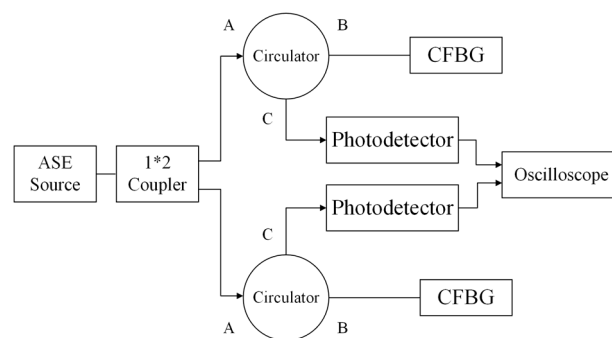 A
B
Circulator
CFBG
C
Photodetector
ASE
Source
1*2
Coupler
Oscilloscope
Photodetector
C
Circulator
CFBG
A
B